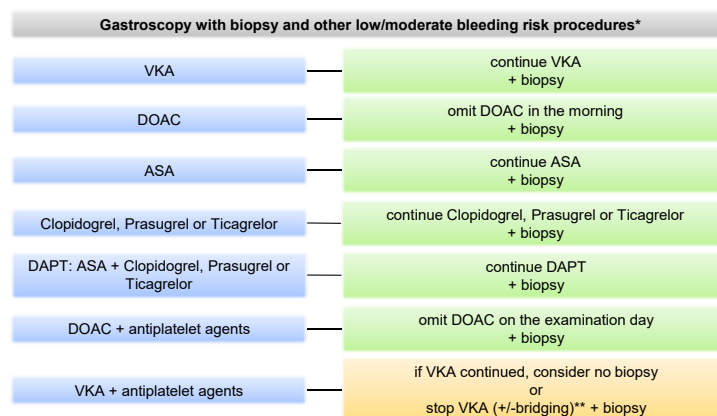 Gastroscopy with biopsy and other low/moderate bleeding risk procedures*
VKA
continue VKA
+ biopsy
DOAC
omit DOAC in the morning
+ biopsy
ASA
continue ASA
+ biopsy
Clopidogrel, Prasugrel or Ticagrelor
continue Clopidogrel, Prasugrel or Ticagrelor
+ biopsy
DAPT: ASA + Clopidogrel, Prasugrel or
Ticagrelor
continue DAPT
+ biopsy
DOAC + antiplatelet agents
omit DOAC on the examination day
+ biopsy
VKA + antiplatelet agents
if VKA continued, consider no biopsy
or
stop VKA (+/-bridging)** + biopsy